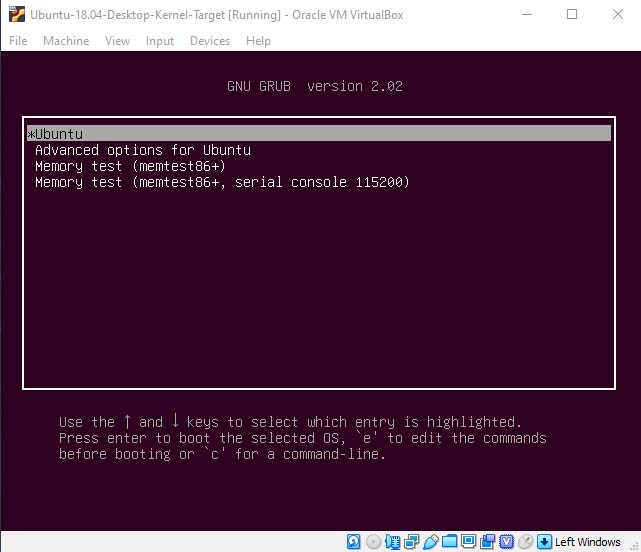 Ubuntu-18.04-Desktop-Kernel-Target [Running] - Oracle VM VirtualBox
File Machine View Input Devices Help
GNU GRUB version 2.02
*Ubuntu
Advanced options for Ubuntu
Memory test (memtest86+)
Memory test (memtest86+, serial console 115200)
Use the ↑ and ↓ keys to select which entry is highlighted.
Press enter to boot the selected OS, `e' to edit the commands
before booting or `c' for a command-line.
Left Windows